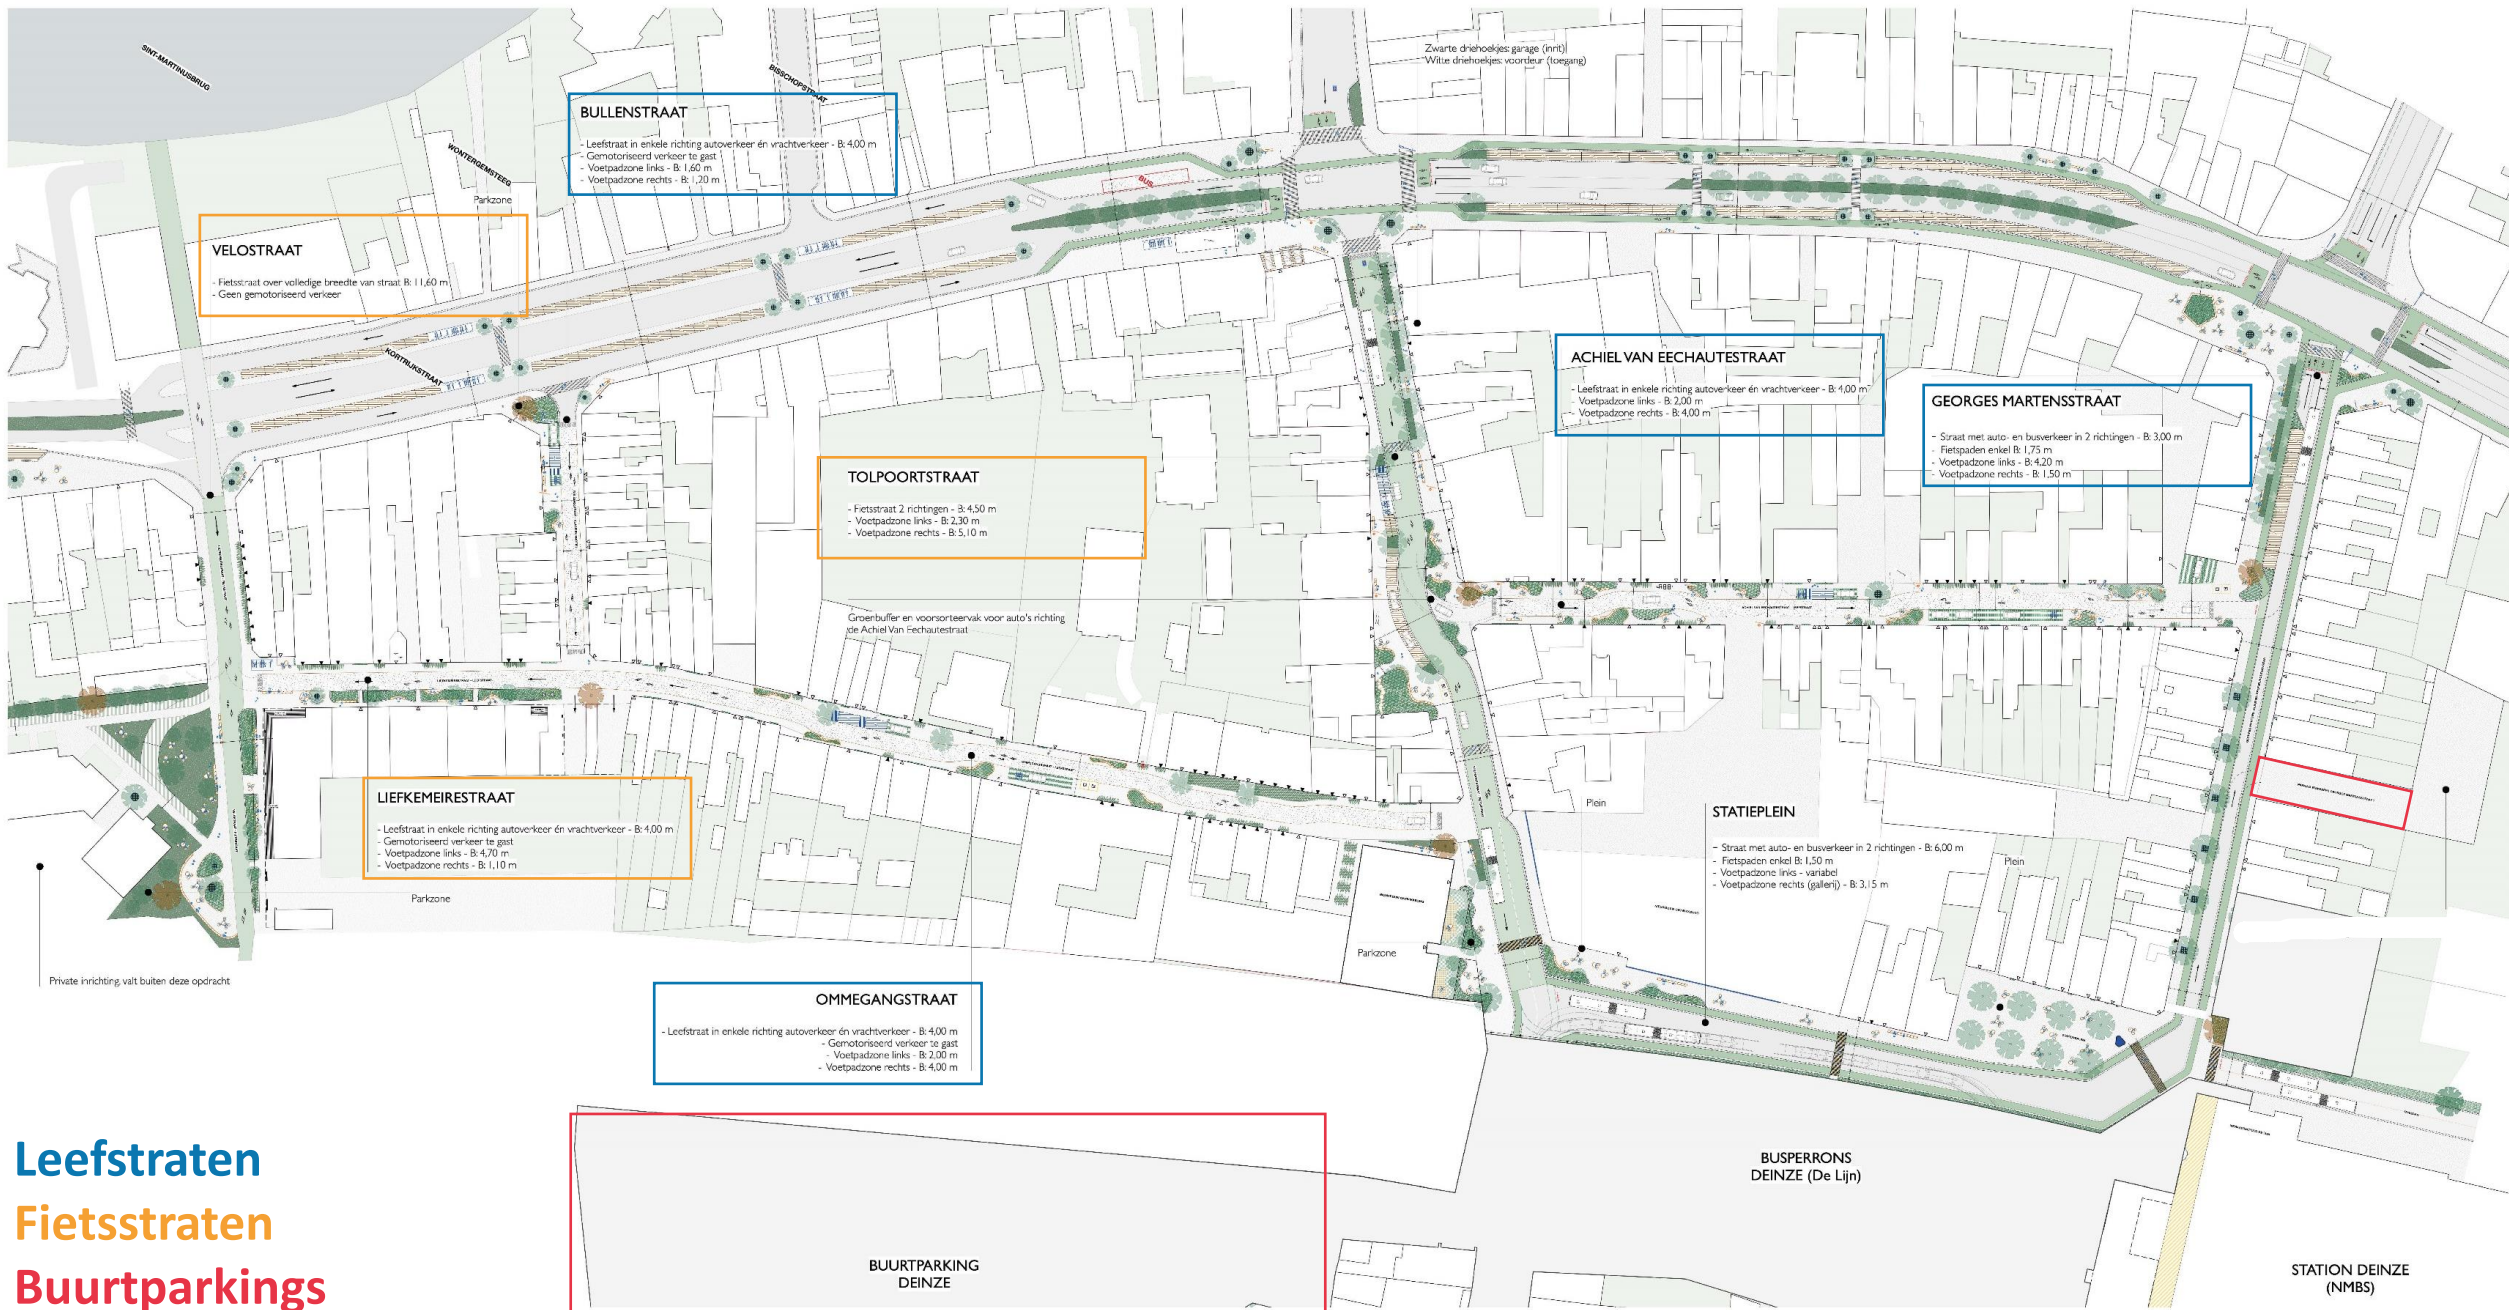 SINT-MARTINUSBRUG
WONTERGEMSTEEG
BISSCHOPSTRAAT
KORTRIJKSTRAAT
Parkzone
BUS
Zwarte driehoekjes: garage (inrit)
Witte driehoekjes: voordeur (toegang)
BULLENSTRAAT
- Leefstraat in enkele richting autoverkeer én vrachtverkeer - B: 4,00 m
- Gemotoriseerd verkeer te gast
- Voetpadzone links - B: 1,60 m
- Voetpadzone rechts - B: 1,20 m
VELOSTRAAT
- Fietsstraat over volledige breedte van straat B: 11,60 m
- Geen gemotoriseerd verkeer
ACHIEL VAN EECHAUTESTRAAT
- Leefstraat in enkele richting autoverkeer én vrachtverkeer - B: 4,00 m
- Voetpadzone links - B: 2,00 m
- Voetpadzone rechts - B: 4,00 m
GEORGES MARTENSSTRAAT
- Straat met auto- en busverkeer in 2 richtingen - B: 3,00 m
- Fietspaden enkel B: 1,75 m
- Voetpadzone links - B: 4,20 m
- Voetpadzone rechts - B: 1,50 m
TOLPOORTSTRAAT
- Fietsstraat 2 richtingen - B: 4,50 m
- Voetpadzone links - B: 2,30 m
- Voetpadzone rechts - B: 5,10 m
Groenbuffer en voorsorteervak voor auto's richting
de Achiel Van Eechautestraat
LIEFKEMEIRESTRAAT
- Leefstraat in enkele richting autoverkeer én vrachtverkeer - B: 4,00 m
- Gemotoriseerd verkeer te gast
- Voetpadzone links - B: 4,70 m
- Voetpadzone rechts - B: 1,10 m
Parkzone
Plein
STATIEPLEIN
- Straat met auto- en busverkeer in 2 richtingen - B: 6,00 m
- Fietspaden enkel B: 1,50 m
- Voetpadzone links - variabel
- Voetpadzone rechts (gallerij) - B: 3,15 m
Plein
Parkzone
Private inrichting, valt buiten deze opdracht
OMMEGANGSTRAAT
- Leefstraat in enkele richting autoverkeer én vrachtverkeer - B: 4,00 m
- Gemotoriseerd verkeer te gast
- Voetpadzone links - B: 2,00 m
- Voetpadzone rechts - B: 4,00 m
Leefstraten
Fietsstraten
Buurtparkings
BUURTPARKING
DEINZE
BUSPERRONS
DEINZE (De Lijn)
STATION DEINZE
(NMBS)